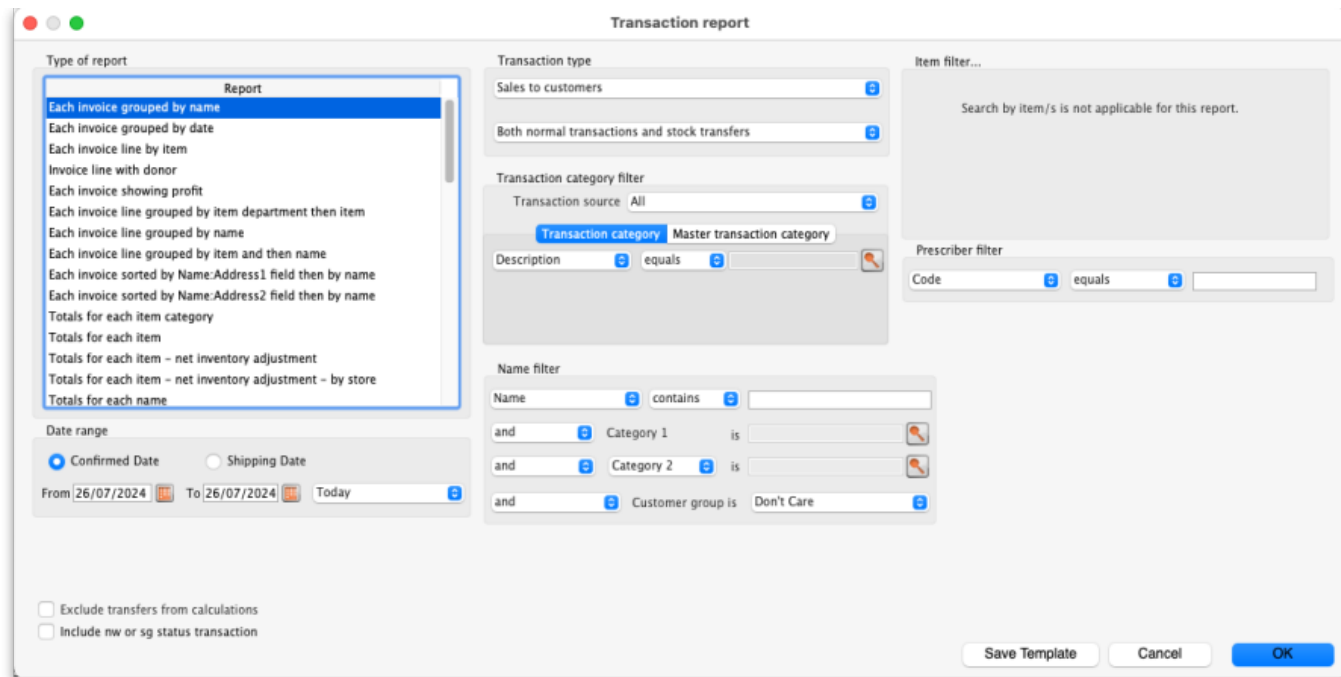 Transaction report
Type of report
Report
Each invoice grouped by name
Each invoice grouped by date
Each invoice line by item
Invoice line with donor
Each invoice showing profit
Each invoice line grouped by item department then item
Each invoice line grouped by name
Each invoice line grouped by item and then name
Each invoice sorted by Name:Address1 field then by name
Each invoice sorted by Name:Address2 field then by name
Totals for each item category
Totals for each item
Totals for each item – net inventory adjustment
Totals for each item – net inventory adjustment – by store
Totals for each name
Date range
Confirmed Date Shipping Date
From 26/07/2024 To 26/07/2024 Today
Exclude transfers from calculations
Include nw or sg status transaction
Transaction type
Sales to customers
Both normal transactions and stock transfers
Transaction category filter
Transaction source All
Transaction category Master transaction category
Description equals
Name filter
Name contains
and Category 1 is
and Category 2 is
and Customer group is Don't Care
Item filter...
Search by item/s is not applicable for this report.
Prescriber filter
Code equals
Save Template Cancel OK